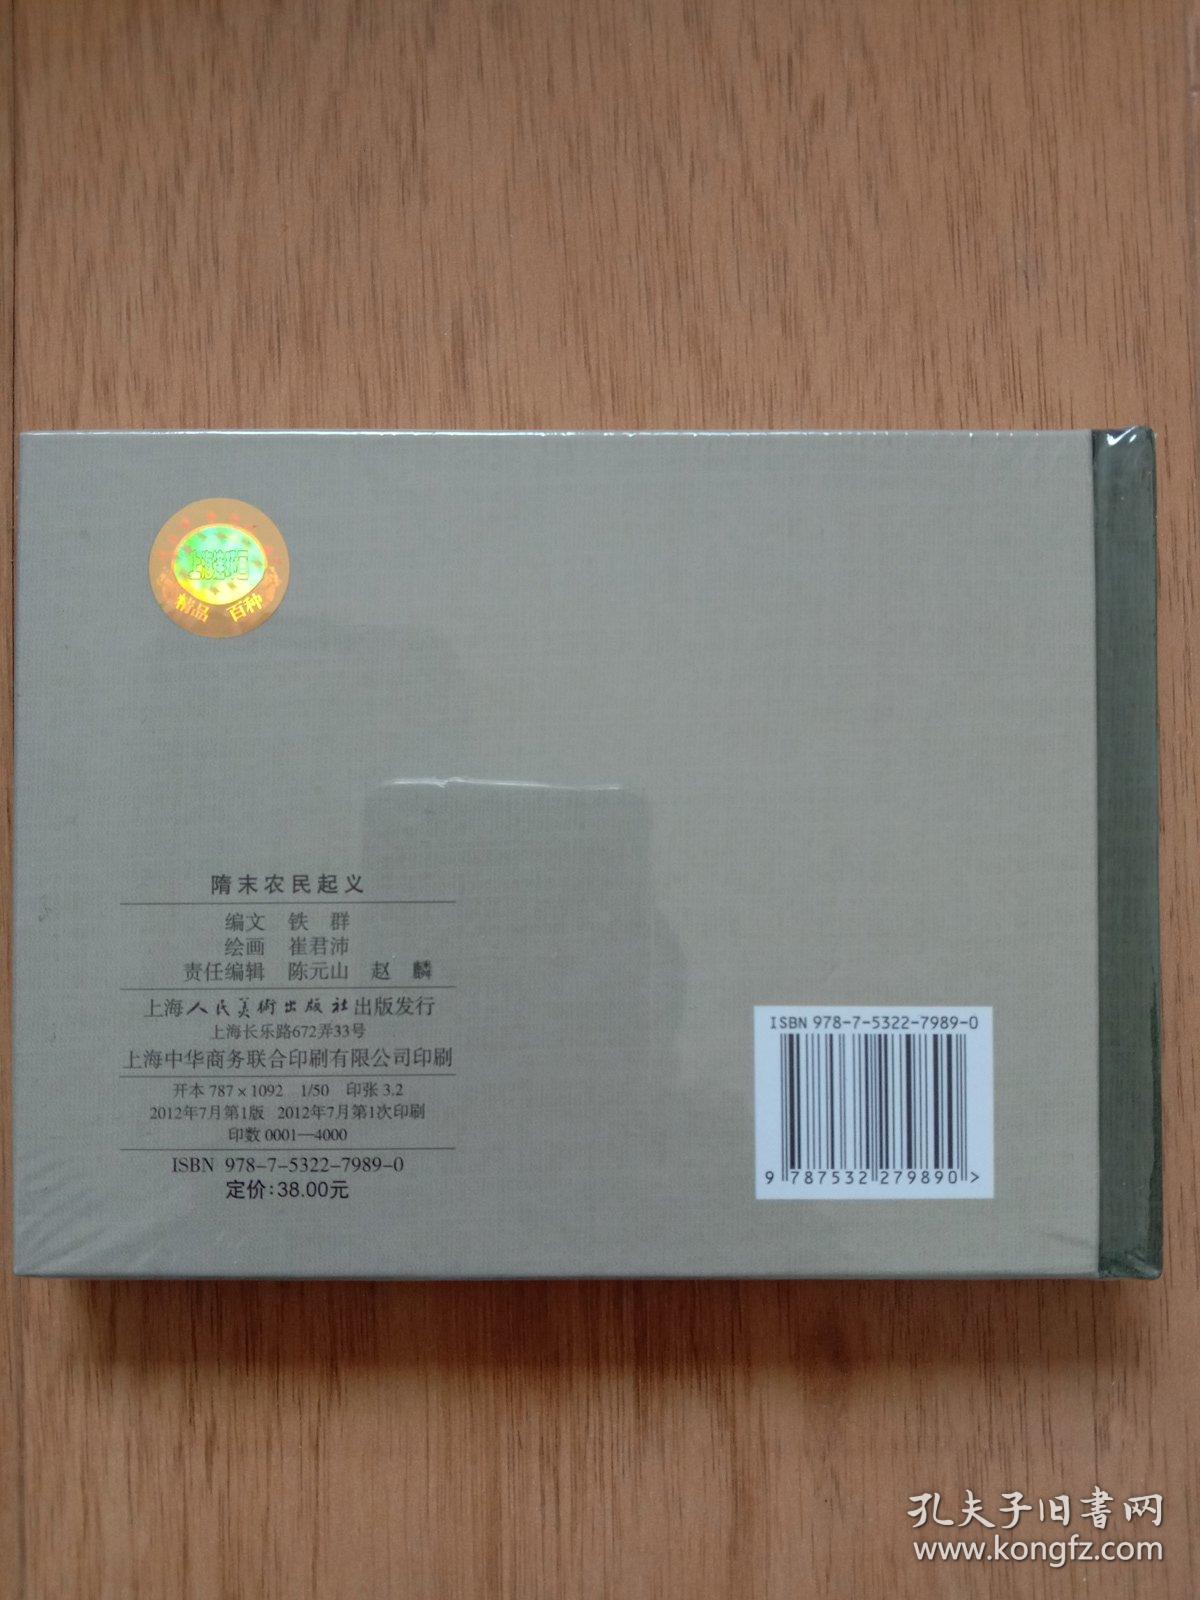 精品 百种
隋末农民起义
编文 铁 群
绘画 崔君沛
责任编辑 陈元山 赵 麟
上海人民美術出版社出版发行
上海长乐路672弄33号
上海中华商务联合印刷有限公司印刷
开本 787×1092 1/50 印张 3.2
2012年7月第1版 2012年7月第1次印刷
印数 0001—4000
ISBN 978-7-5322-7989-0
定价:38.00元
ISBN 978-7-5322-7989-0
9 787532 279890 >
孔夫子旧书网
www.kongfz.com